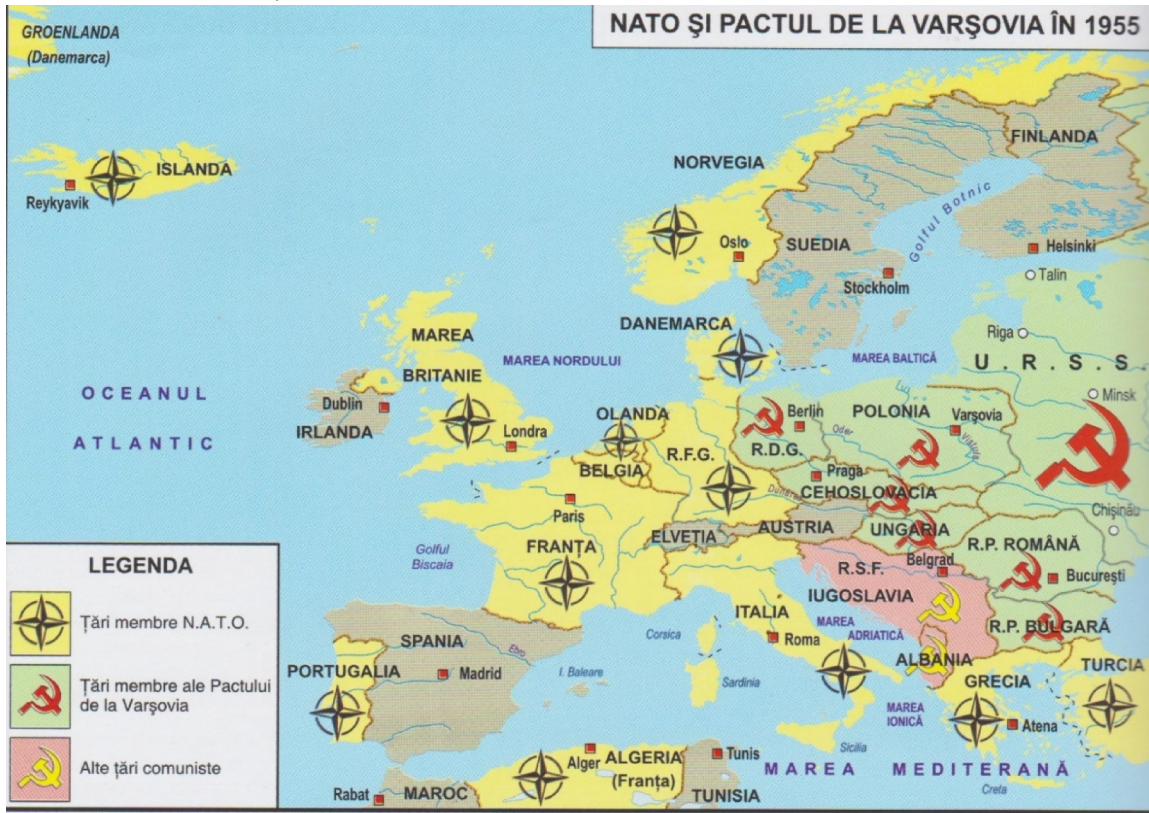 NATO ŞI PACTUL DE LA VARŞOVIA ÎN 1955
GROENLANDA
(Danemarca)
ISLANDA
Reykyavik
NORVEGIA
Oslo
SUEDIA
Stockholm
Golful Botnic
FINLANDA
Helsinki
Talin
Riga
U.R.S.S.
Minsk
Chişinău
DANEMARCA
MAREA NORDULUI
MAREA BALTICĂ
MAREA
BRITANIE
Londra
Dublin
IRLANDA
OCEANUL
ATLANTIC
OLANDA
BELGIA
R.F.G.
Berlin
R.D.G.
Oder
POLONIA
Varşovia
Vistula
Praga
CEHOSLOVACIA
Dunărea
Paris
FRANŢA
Golful
Biscaia
ELVEŢIA
AUSTRIA
UNGARIA
R.P. ROMÂNĂ
Bucureşti
Belgrad
R.S.F.
IUGOSLAVIA
R.P. BULGARĂ
ITALIA
Roma
MAREA
ADRIATICĂ
ALBANIA
GRECIA
Atena
TURCIA
MAREA
IONICĂ
Corsica
Sardinia
Sicilia
Creta
SPANIA
Ebro
Madrid
PORTUGALIA
I. Baleare
Alger
ALGERIA
(Franţa)
Tunis
TUNISIA
Rabat
MAROC
MAREA MEDITERANĂ
LEGENDA
Ţări membre N.A.T.O.
Ţări membre ale Pactului
de la Varşovia
Alte ţări comuniste